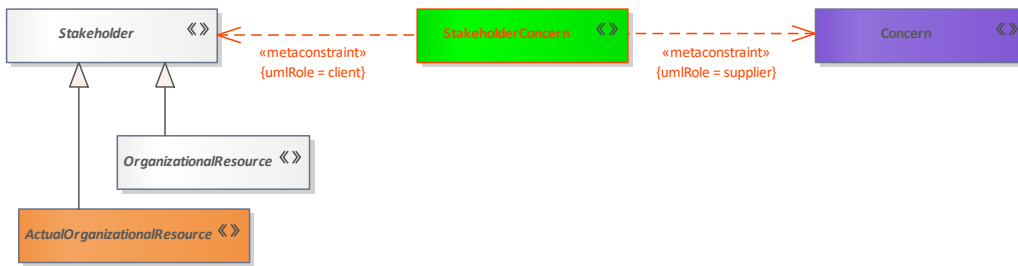 Stakeholder «»
StakeholderConcern «»
Concern «»
«metaconstraint»
{umlRole = client}
«metaconstraint»
{umlRole = supplier}
OrganizationalResource «»
ActualOrganizationalResource «»